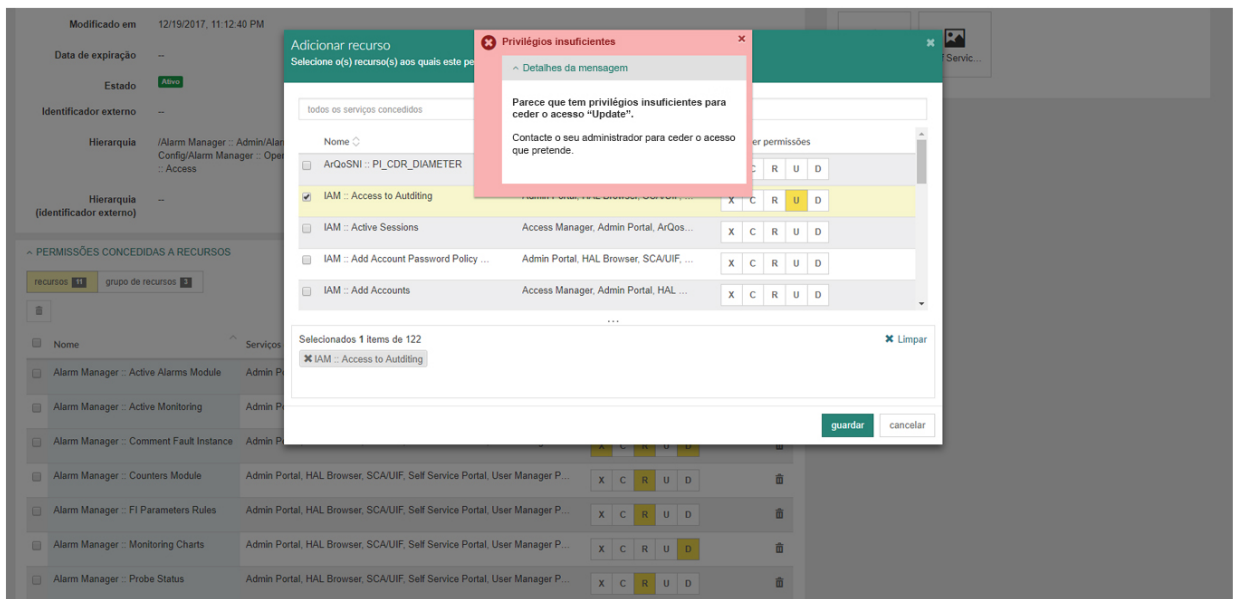 Modificado em 12/19/2017, 11:12:40 PM
Data de expiração --
Estado Ativo
Identificador externo --
Hierarquia /Alarm Manager :: Admin/Alar
Config/Alarm Manager :: Oper
:: Access
Hierarquia --
(identificador externo)
PERMISSÕES CONCEDIDAS A RECURSOS
recursos 11 grupo de recursos 3
Nome Serviços
Alarm Manager :: Active Alarms Module Admin P
Alarm Manager :: Active Monitoring Admin P
Alarm Manager :: Comment Fault Instance Admin P
X C R U D
Alarm Manager :: Counters Module Admin Portal, HAL Browser, SCA/UIF, Self Service Portal, User Manager P... X C R U D
Alarm Manager :: FI Parameters Rules Admin Portal, HAL Browser, SCA/UIF, Self Service Portal, User Manager P... X C R U D
Alarm Manager :: Monitoring Charts Admin Portal, HAL Browser, SCA/UIF, Self Service Portal, User Manager P... X C R U D
Alarm Manager :: Probe Status Admin Portal, HAL Browser, SCA/UIF, Self Service Portal, User Manager P... X C R U D
f Servic...
Adicionar recurso
Selecione o(s) recurso(s) aos quais este pe
todos os serviços concedidos
Nome er permissões
ArQoSNI :: PI_CDR_DIAMETER C R U D
IAM :: Access to Autditing Admin Portal, HAL Browser, SCA/UIF, ... X C R U D
IAM :: Active Sessions Access Manager, Admin Portal, ArQos... X C R U D
IAM :: Add Account Password Policy ... Admin Portal, HAL Browser, SCA/UIF, ... X C R U D
IAM :: Add Accounts Access Manager, Admin Portal, HAL ... X C R U D
...
Selecionados 1 items de 122 Limpar
IAM :: Access to Autditing
guardar cancelar
Privilégios insuficientes
Detalhes da mensagem
Parece que tem privilégios insuficientes para
ceder o acesso “Update”.
Contacte o seu administrador para ceder o acesso
que pretende.